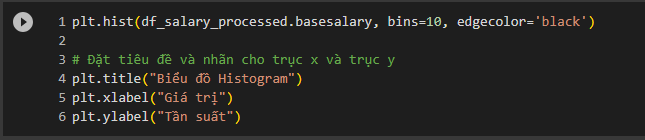 1 plt.hist(df_salary_processed.basesalary, bins=10, edgecolor='black')
2
3 # Đặt tiêu đề và nhãn cho trục x và trục y
4 plt.title("Biểu đồ Histogram")
5 plt.xlabel("Giá trị")
6 plt.ylabel("Tần suất")